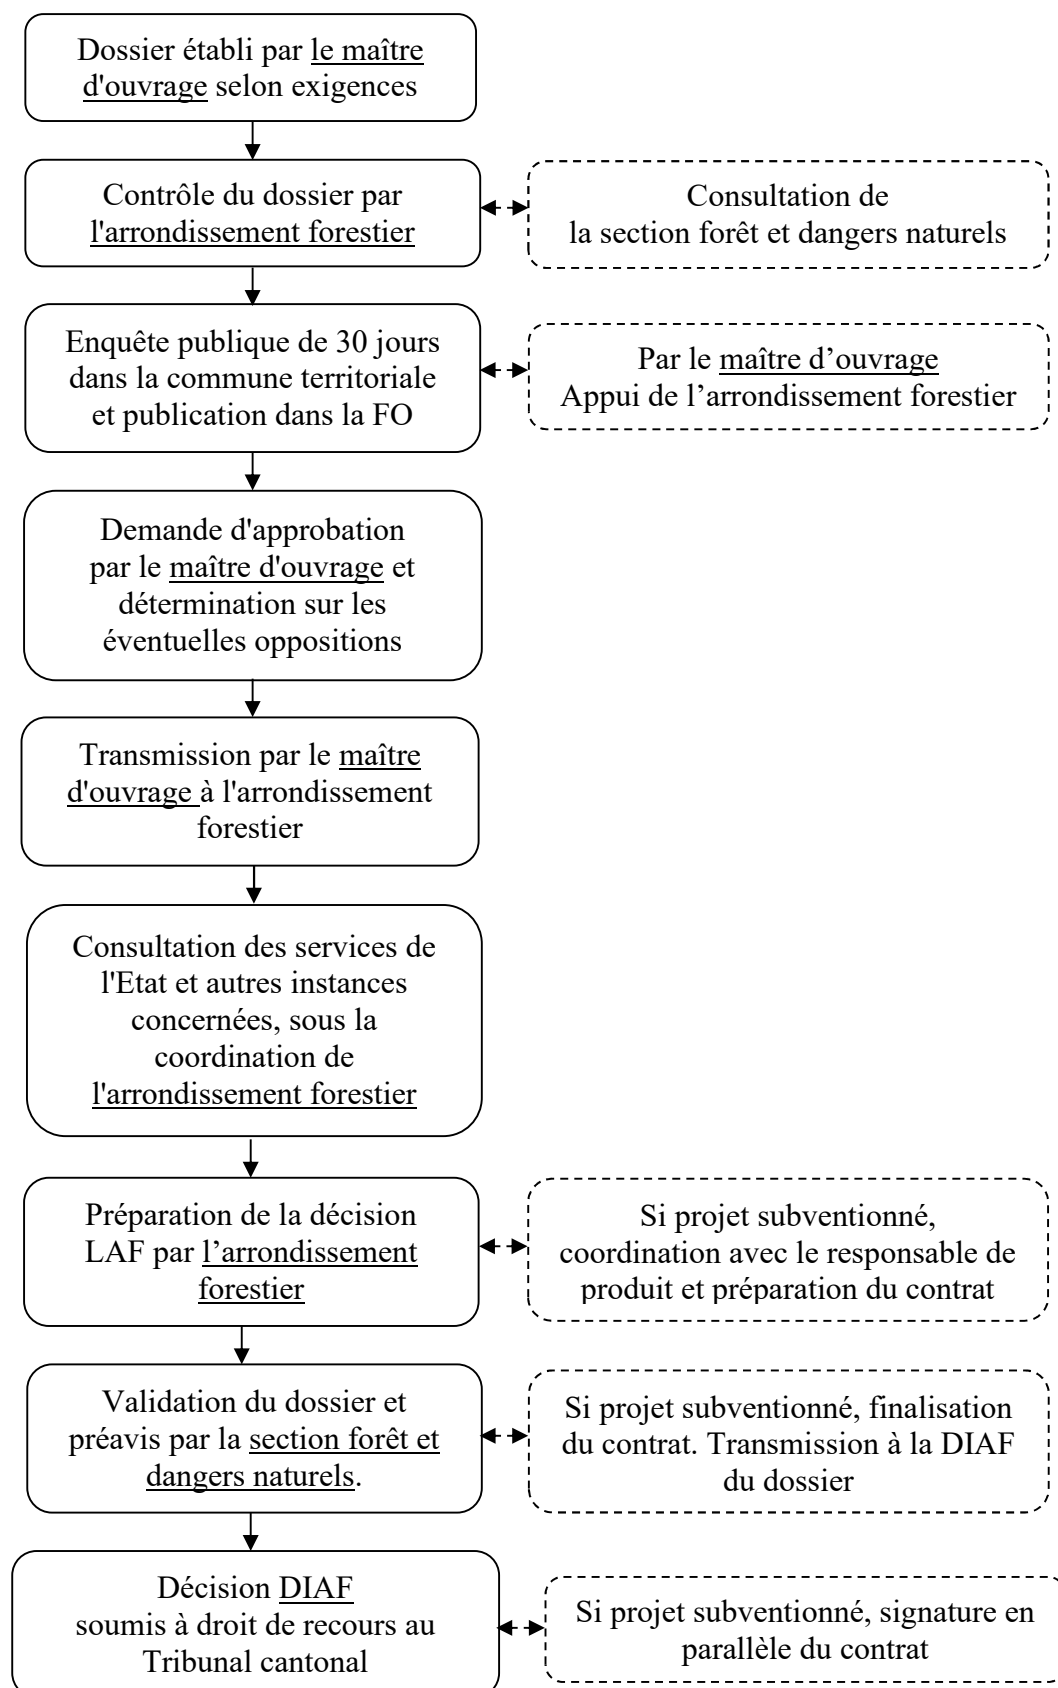 Dossier établi par le maître
d'ouvrage selon exigences
Contrôle du dossier par
l'arrondissement forestier
Consultation de
la section forêt et dangers naturels
Enquête publique de 30 jours
dans la commune territoriale
et publication dans la FO
Par le maître d’ouvrage
Appui de l’arrondissement forestier
Demande d'approbation
par le maître d'ouvrage et
détermination sur les
éventuelles oppositions
Transmission par le maître
d'ouvrage à l'arrondissement
forestier
Consultation des services de
l'Etat et autres instances
concernées, sous la
coordination de
l'arrondissement forestier
Préparation de la décision
LAF par l’arrondissement
forestier
Si projet subventionné,
coordination avec le responsable de
produit et préparation du contrat
Validation du dossier et
préavis par la section forêt et
dangers naturels.
Si projet subventionné, finalisation
du contrat. Transmission à la DIAF
du dossier
Décision DIAF
soumis à droit de recours au
Tribunal cantonal
Si projet subventionné, signature en
parallèle du contrat